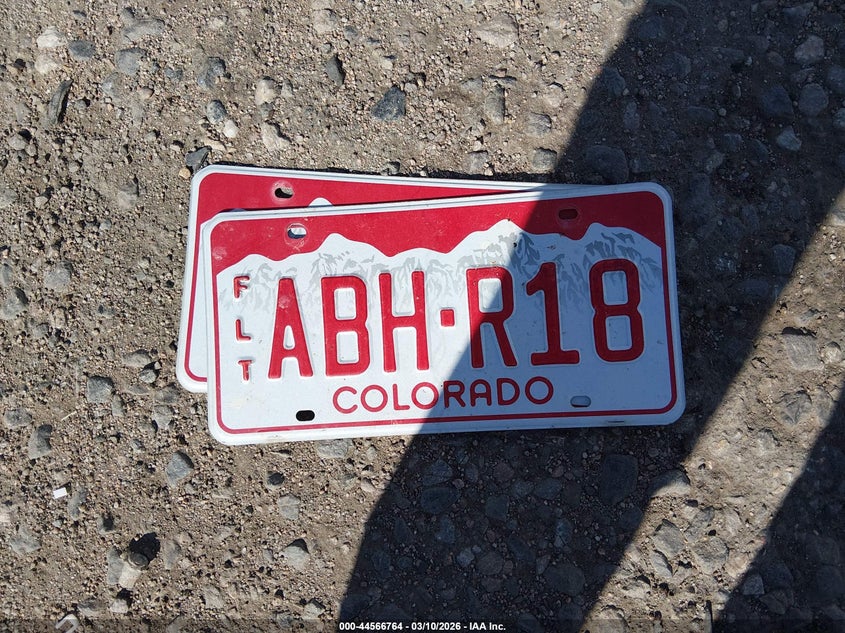 FLT ABH-R18
COLORADO
000-44566764 - 03/10/2026 - IAA Inc.